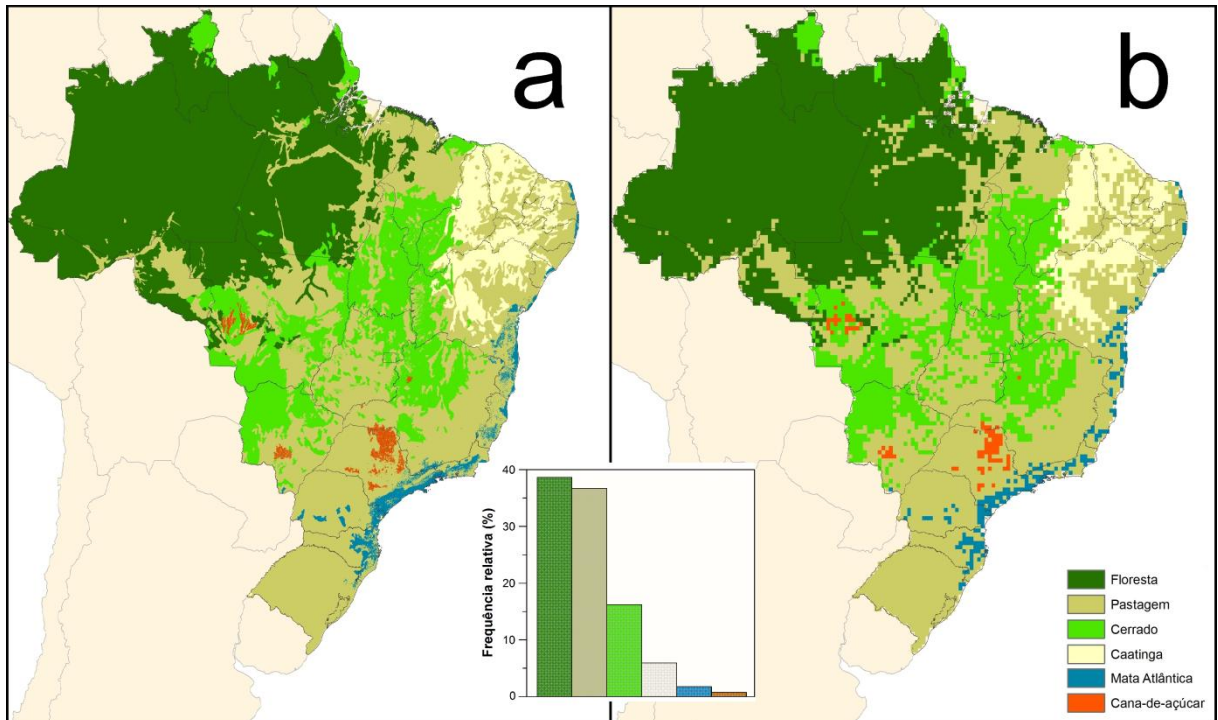 a
b
Frequência relativa (%)
40
30
20
10
0
Floresta
Pastagem
Cerrado
Caatinga
Mata Atlântica
Cana-de-açúcar